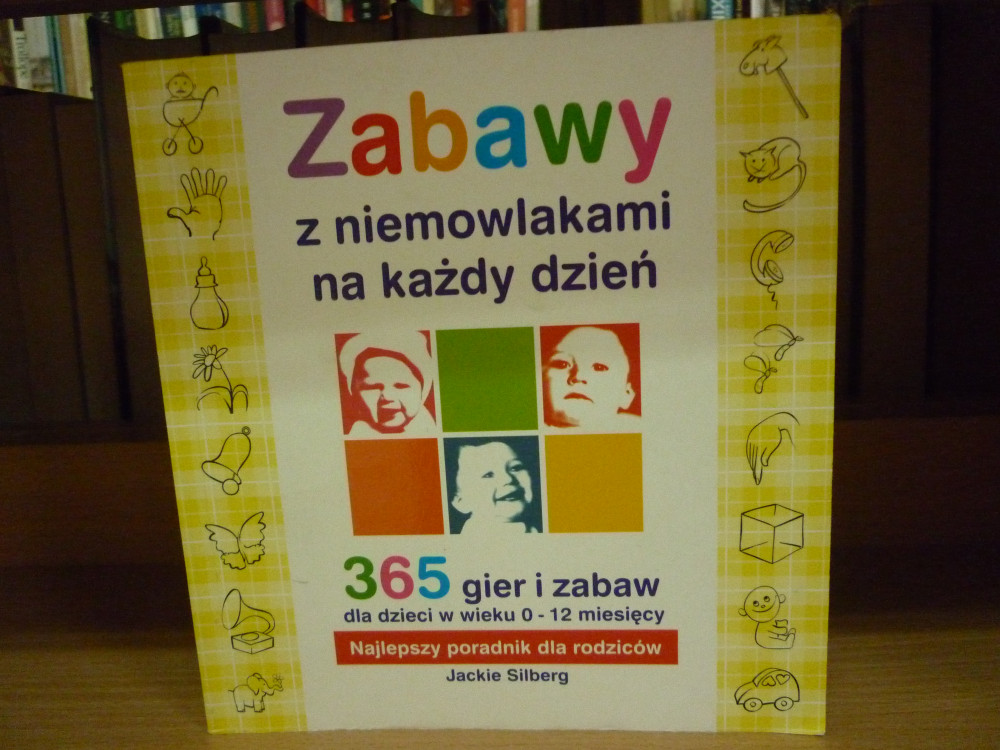 Zabawy
z niemowlakami
na każdy dzień
365 gier i zabaw
dla dzieci w wieku 0 - 12 miesięcy
Najlepszy poradnik dla rodziców
Jackie Silberg